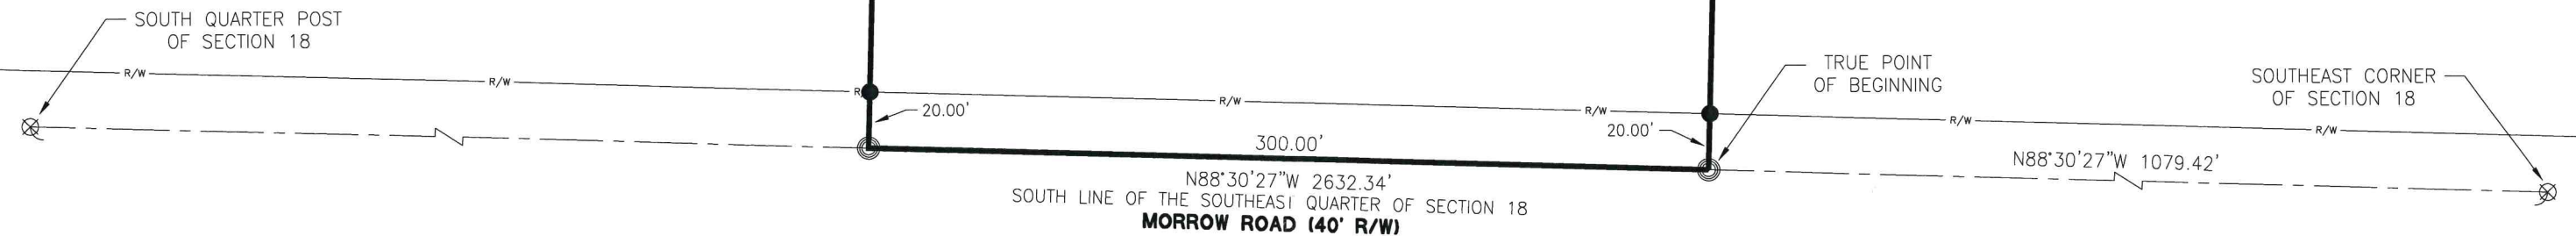 SOUTH QUARTER POST
OF SECTION 18
TRUE POINT
OF BEGINNING
SOUTHEAST CORNER
OF SECTION 18
R/W
R/W
R
R/W
R/W
R/W
R/W
20.00'
20.00'
300.00'
N88°30'27"W 1079.42'
N88°30'27"W 2632.34'
SOUTH LINE OF THE SOUTHEAST QUARTER OF SECTION 18
MORROW ROAD (40' R/W)